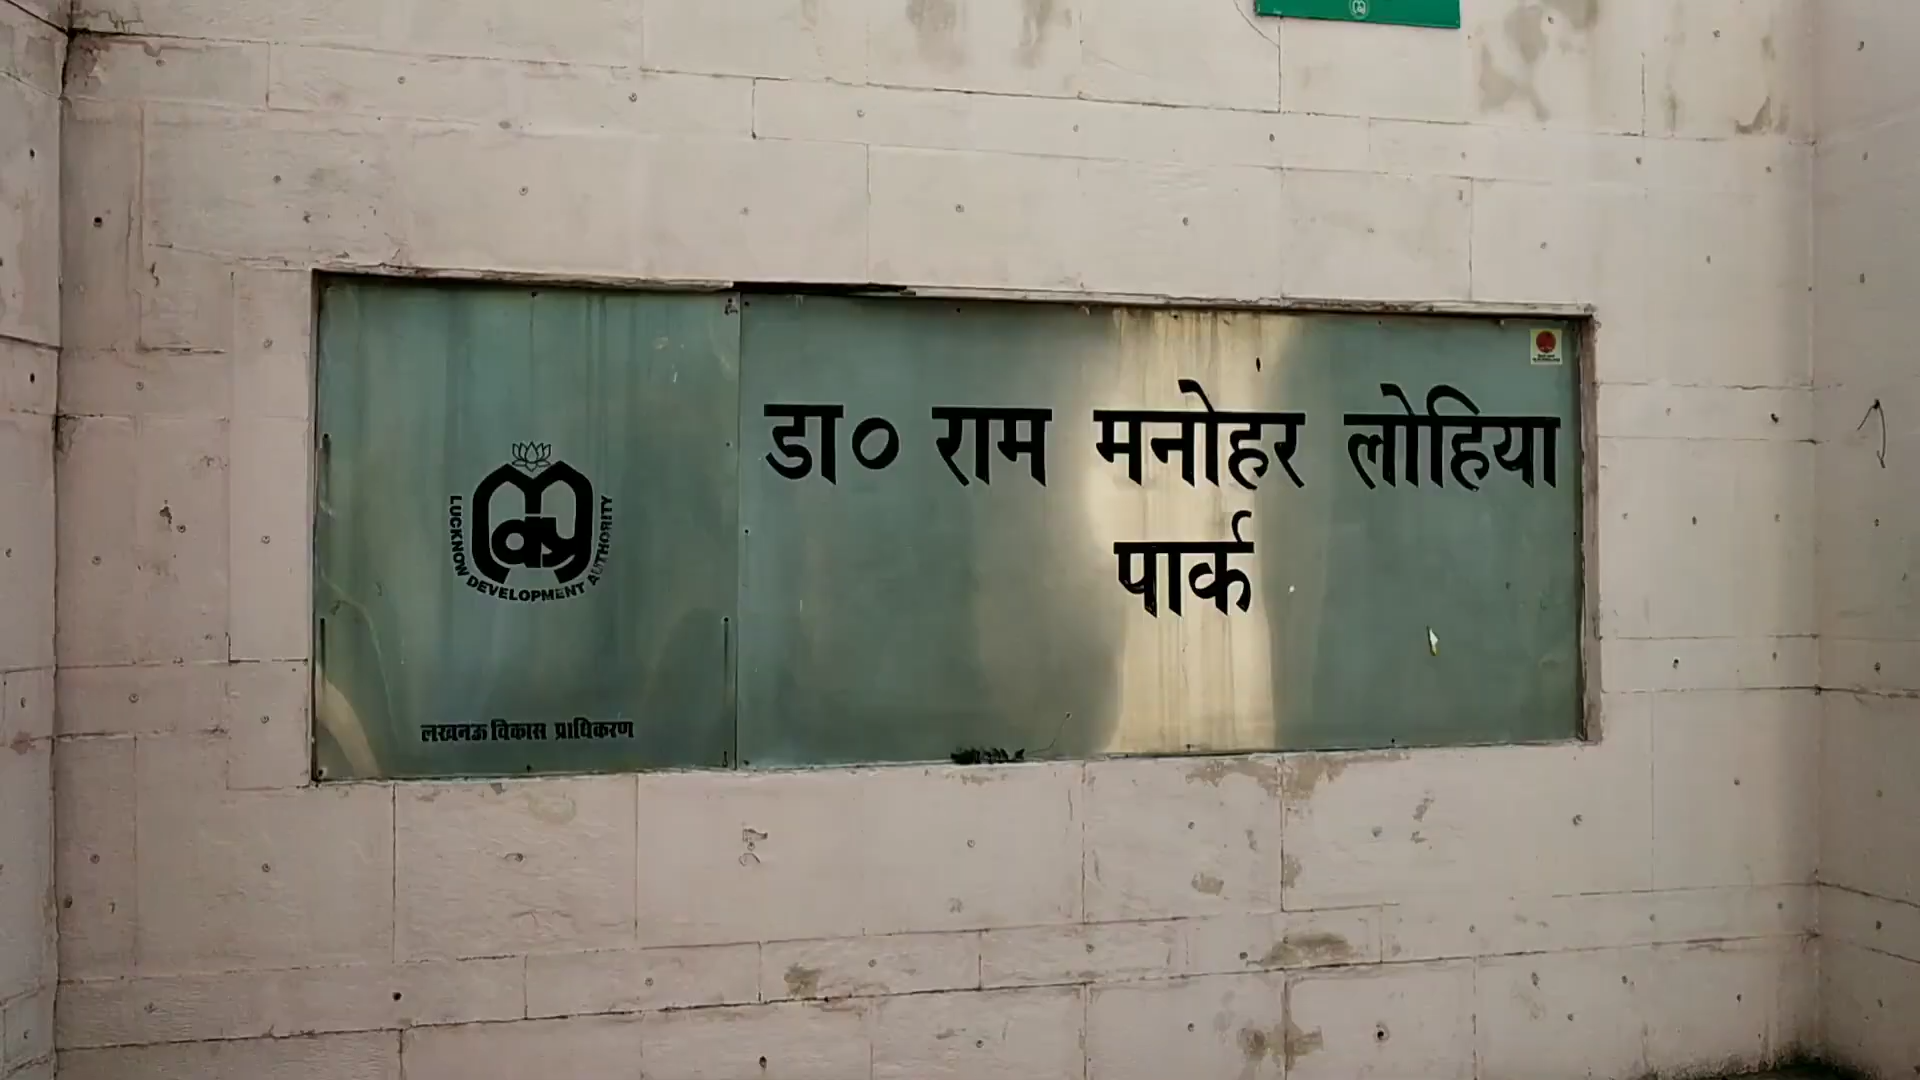 LUCKNOW DEVELOPMENT AUTHORITY
लखनऊ विकास प्राधिकरण
डा० राम मनोहर लोहिया
पार्क